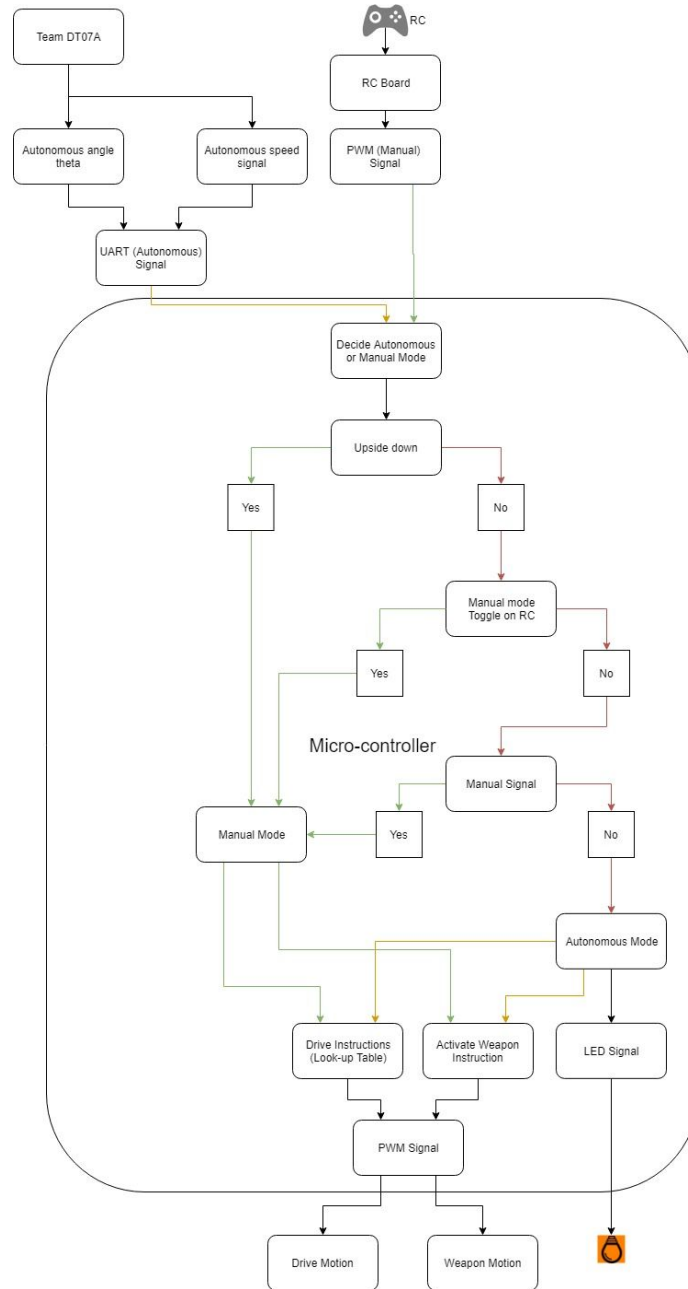 Team DT07A
RC
RC Board
Autonomous angle
theta
Autonomous speed
signal
PWM (Manual)
Signal
UART (Autonomous)
Signal
Decide Autonomous
or Manual Mode
Upside down
Yes
No
Manual mode
Toggle on RC
Yes
No
Micro-controller
Manual Signal
Manual Mode
Yes
No
Autonomous Mode
Drive Instructions
(Look-up Table)
Activate Weapon
Instruction
LED Signal
PWM Signal
Drive Motion
Weapon Motion